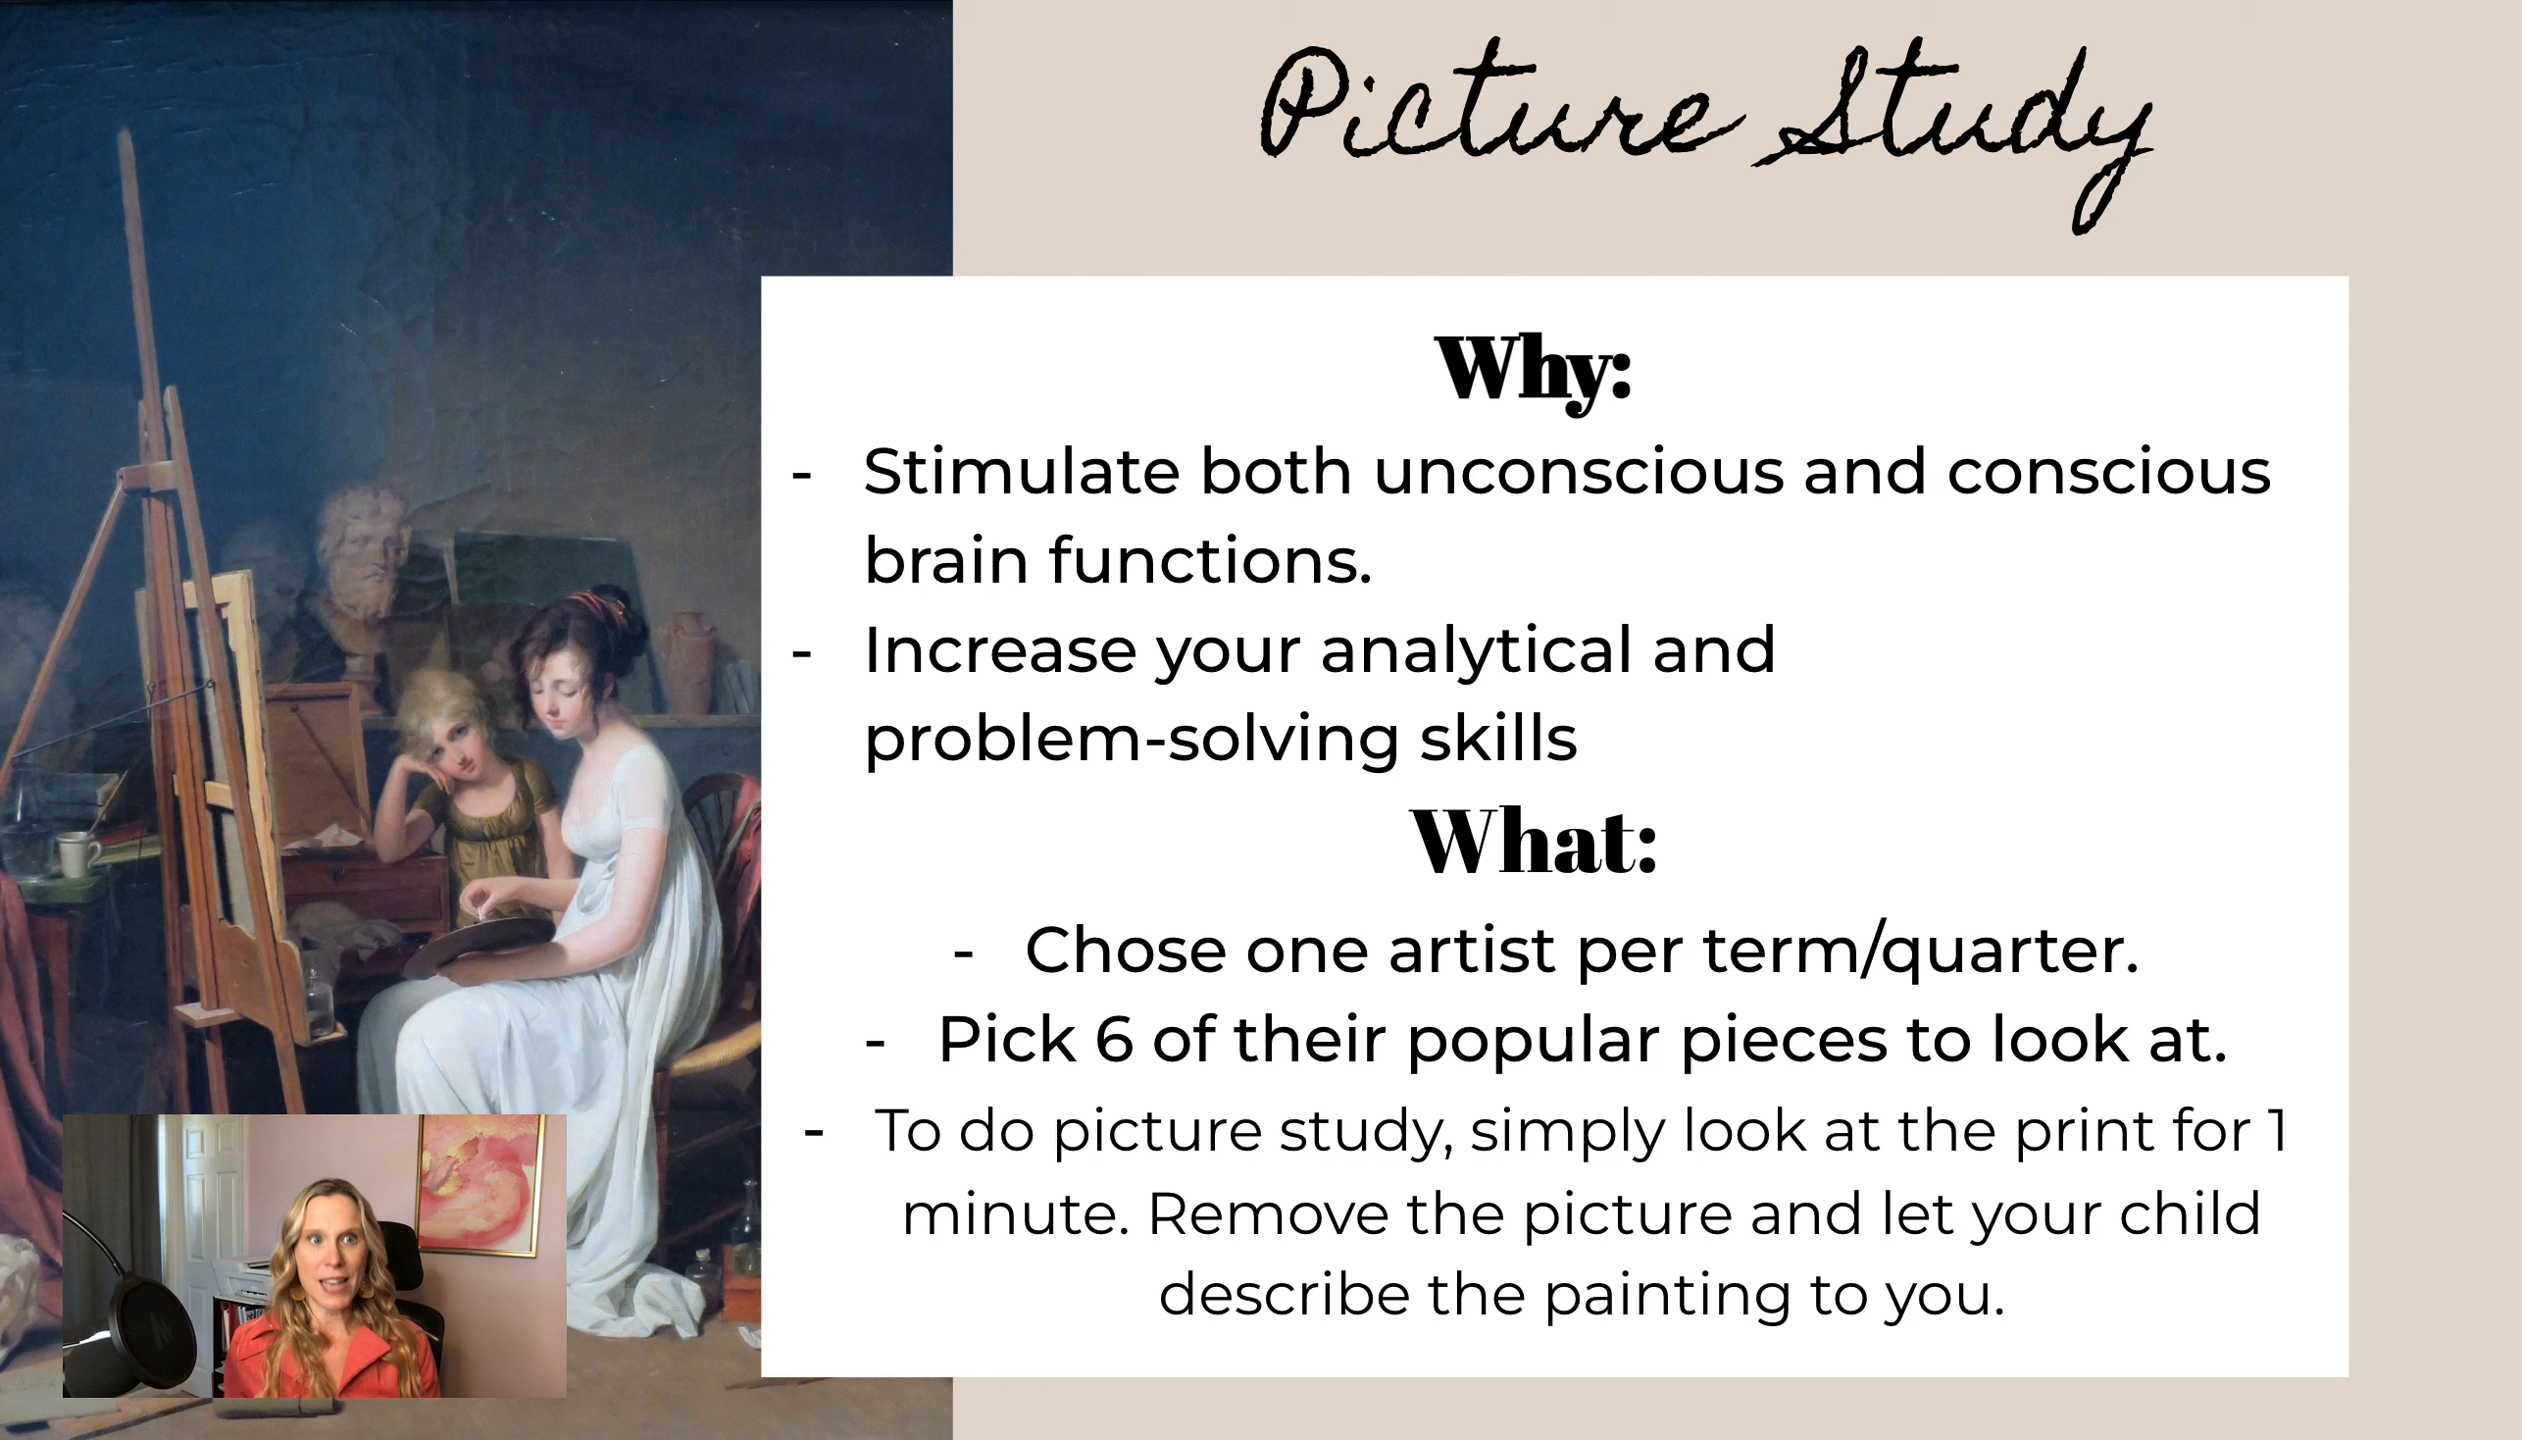 Picture Study
Why:
- Stimulate both unconscious and conscious
brain functions.
- Increase your analytical and
problem-solving skills
What:
- Chose one artist per term/quarter.
- Pick 6 of their popular pieces to look at.
- To do picture study, simply look at the print for 1
minute. Remove the picture and let your child
describe the painting to you.